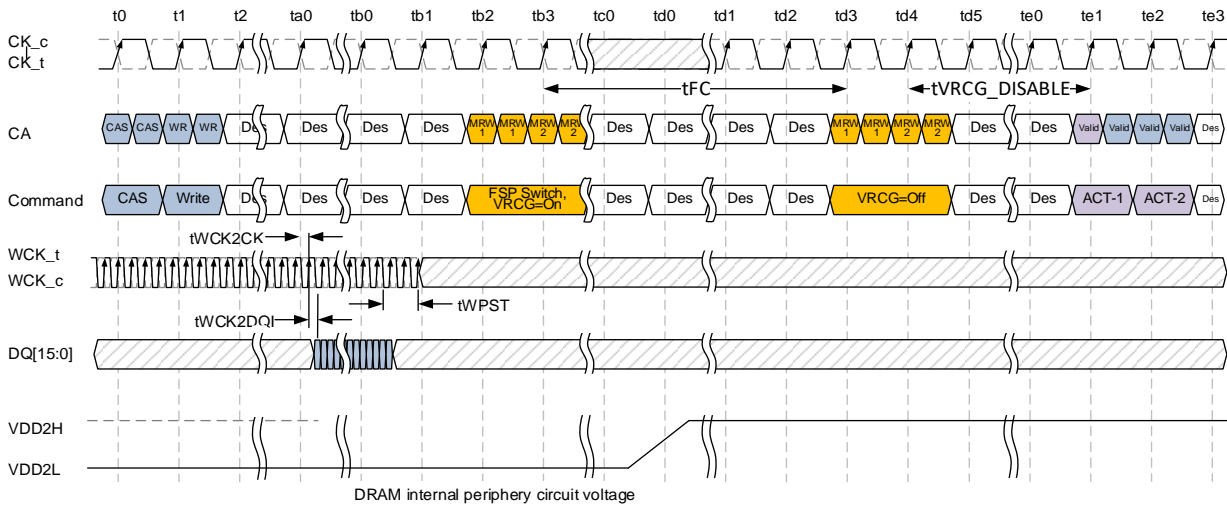 t0 t1 t2 ta0 tb0 tb1 tb2 tb3 tc0 td0 td1 td2 td3 td4 td5 te0 te1 te2 te3
CK_c
CK_t
tFC tVRCG_DISABLE
CA CAS CAS WR WR Des Des Des Des MRW 1 MRW 1 MRW 2 MRW 2 Des Des Des Des MRW 1 MRW 1 MRW 2 MRW 2 Des Des Valid Valid Valid Valid Des
Command CAS Write Des Des Des Des FSP Switch, VRCG=On Des Des Des Des VRCG=Off Des Des ACT-1 ACT-2 Des
tWCK2CK
WCK_t
WCK_c
tWPST
tWCK2DQI
DQ[15:0]
VDD2H
VDD2L
DRAM internal periphery circuit voltage